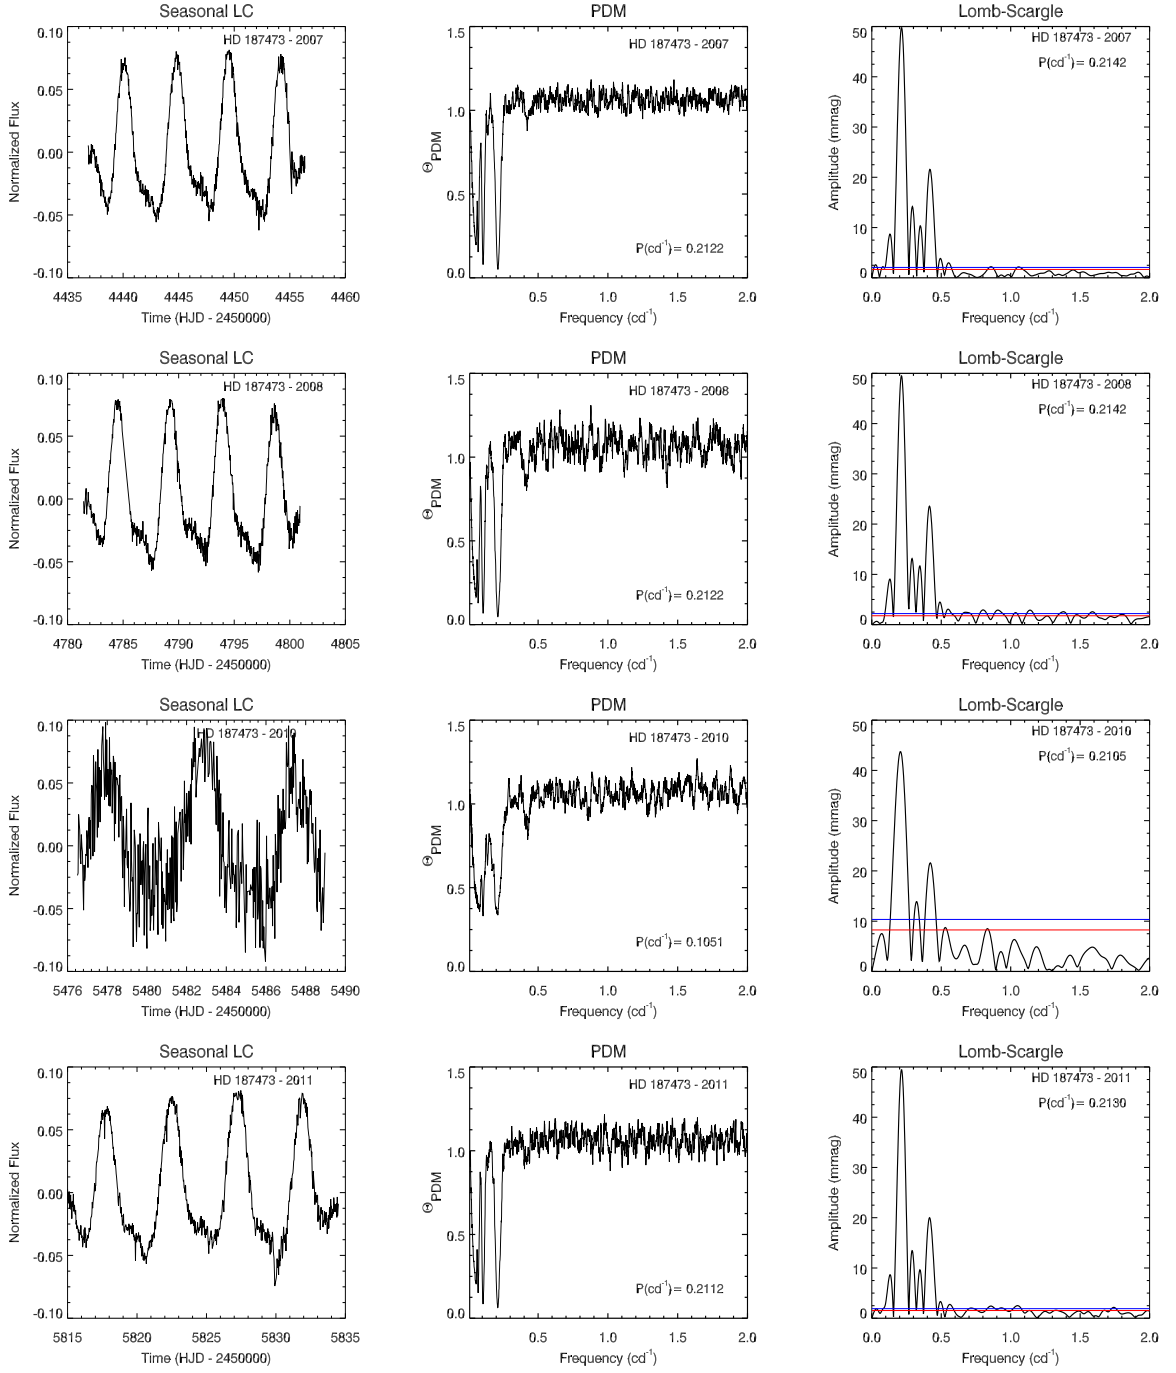 Seasonal LC
PDM
Lomb-Scargle
0.10
0.05
0.00
-0.05
-0.10
Normalized Flux
HD 187473 - 2007
4435 4440 4445 4450 4455 4460
Time (HJD - 2450000)
1.5
1.0
0.5
0.0
ΘPDM
HD 187473 - 2007
P(cd-1)= 0.2122
0.5 1.0 1.5 2.0
Frequency (cd-1)
50
40
30
20
10
0
Amplitude (mmag)
HD 187473 - 2007
P(cd-1)= 0.2142
0.0 0.5 1.0 1.5 2.0
Frequency (cd-1)
Seasonal LC
PDM
Lomb-Scargle
0.10
0.05
0.00
-0.05
-0.10
Normalized Flux
HD 187473 - 2008
4780 4785 4790 4795 4800 4805
Time (HJD - 2450000)
1.5
1.0
0.5
0.0
ΘPDM
HD 187473 - 2008
P(cd-1)= 0.2122
0.5 1.0 1.5 2.0
Frequency (cd-1)
50
40
30
20
10
0
Amplitude (mmag)
HD 187473 - 2008
P(cd-1)= 0.2142
0.0 0.5 1.0 1.5 2.0
Frequency (cd-1)
Seasonal LC
PDM
Lomb-Scargle
0.10
0.05
0.00
-0.05
-0.10
Normalized Flux
HD 187473 - 2010
5476 5478 5480 5482 5484 5486 5488 5490
Time (HJD - 2450000)
1.5
1.0
0.5
0.0
ΘPDM
HD 187473 - 2010
P(cd-1)= 0.1051
0.5 1.0 1.5 2.0
Frequency (cd-1)
50
40
30
20
10
0
Amplitude (mmag)
HD 187473 - 2010
P(cd-1)= 0.2105
0.0 0.5 1.0 1.5 2.0
Frequency (cd-1)
Seasonal LC
PDM
Lomb-Scargle
0.10
0.05
0.00
-0.05
-0.10
Normalized Flux
HD 187473 - 2011
5815 5820 5825 5830 5835
Time (HJD - 2450000)
1.5
1.0
0.5
0.0
ΘPDM
HD 187473 - 2011
P(cd-1)= 0.2112
0.5 1.0 1.5 2.0
Frequency (cd-1)
50
40
30
20
10
0
Amplitude (mmag)
HD 187473 - 2011
P(cd-1)= 0.2130
0.0 0.5 1.0 1.5 2.0
Frequency (cd-1)